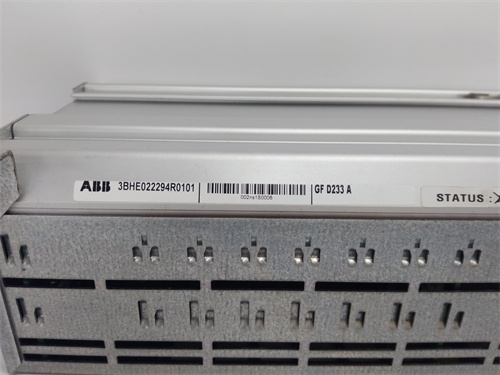 ABB 3BHE022294R0101 GF D233 A
STATUS :